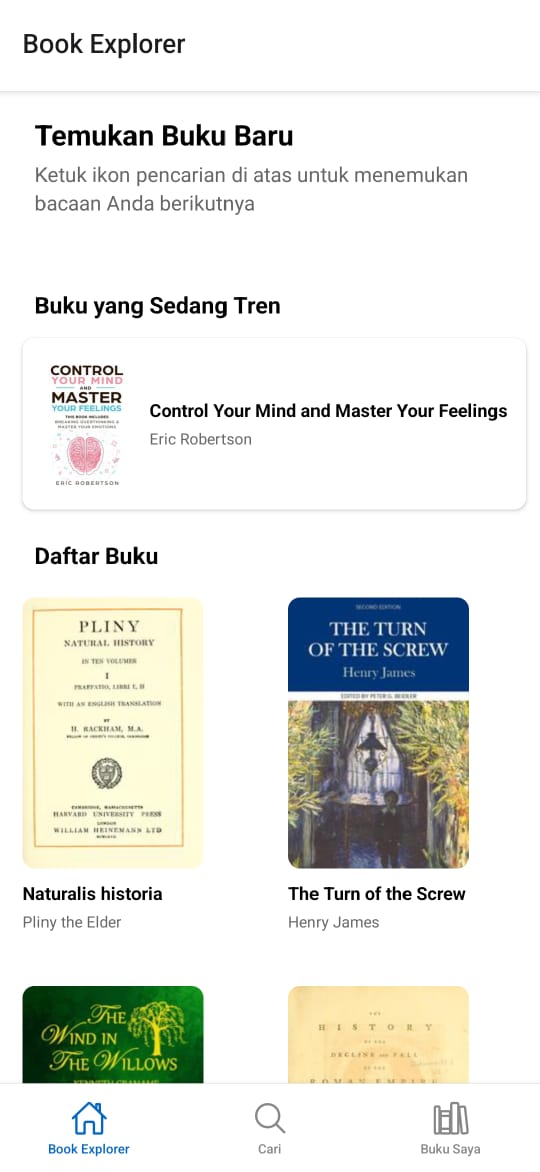 Book Explorer
Temukan Buku Baru
Ketuk ikon pencarian di atas untuk menemukan
bacaan Anda berikutnya
Buku yang Sedang Tren
CONTROL
YOUR MIND
AND
MASTER
YOUR FEELINGS
THIS BOOK INCLUDES
BREAKING OVERTHINKING &
MASTER YOUR EMOTIONS
ERIC ROBERTSON
Control Your Mind and Master Your Feelings
Eric Robertson
Daftar Buku
PLINY
NATURAL HISTORY
IN TEN VOLUMES
I
PRAEFATIO, LIBRI I, II
WITH AN ENGLISH TRANSLATION
BY
H. RACKHAM, M.A.
CAMBRIDGE, MASSACHUSETTS
HARVARD UNIVERSITY PRESS
LONDON
WILLIAM HEINEMANN LTD
Naturalis historia
Pliny the Elder
SECOND EDITION
THE TURN
OF THE SCREW
Henry James
EDITED BY PETER G. BEIDLER
The Turn of the Screw
Henry James
THE
WIND IN
THE WILLOWS
KENNETH GRAHAME
THE
HISTORY
OF THE
DECLINE AND FALL
OF THE
ROMAN EMPIRE
Book Explorer
Cari
Buku Saya